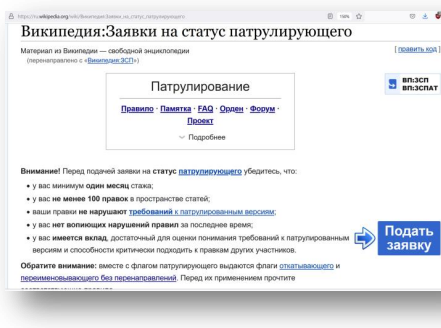 https://ru.wikipedia.org/wiki/Википедия:Заявки_на_статус_патрулирующего
150%
Википедия:Заявки на статус патрулирующего
Материал из Википедии — свободной энциклопедии
[ править код ]
(перенаправлено с «Википедия:ЗСП»)
Патрулирование
ВП:ЗСП
ВП:ЗСПАТ
Правило · Памятка · FAQ · Орден · Форум ·
Проект
Подробнее
Внимание! Перед подачей заявки на статус патрулирующего убедитесь, что:
• у вас минимум один месяц стажа;
• у вас не менее 100 правок в пространстве статей;
• ваши правки не нарушают требований к патрулированным версиям;
• у вас нет вопиющих нарушений правил за последнее время;
• у вас имеется вклад, достаточный для оценки понимания требований к патрулированным
версиям и способности критически подходить к правкам других участников.
Подать
заявку
Обратите внимание: вместе с флагом патрулирующего выдаются флаги откатывающего и
переименовывающего без перенаправлений. Перед их применением прочтите